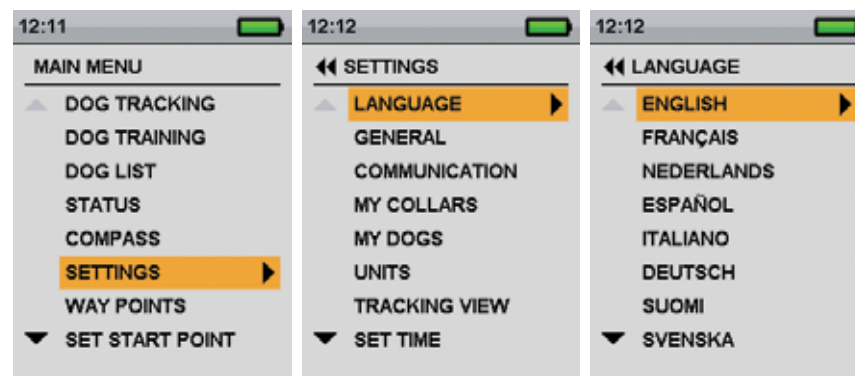 12:11
MAIN MENU
DOG TRACKING
DOG TRAINING
DOG LIST
STATUS
COMPASS
SETTINGS
WAY POINTS
SET START POINT
12:12
SETTINGS
LANGUAGE
GENERAL
COMMUNICATION
MY COLLARS
MY DOGS
UNITS
TRACKING VIEW
SET TIME
12:12
LANGUAGE
ENGLISH
FRANÇAIS
NEDERLANDS
ESPAÑOL
ITALIANO
DEUTSCH
SUOMI
SVENSKA